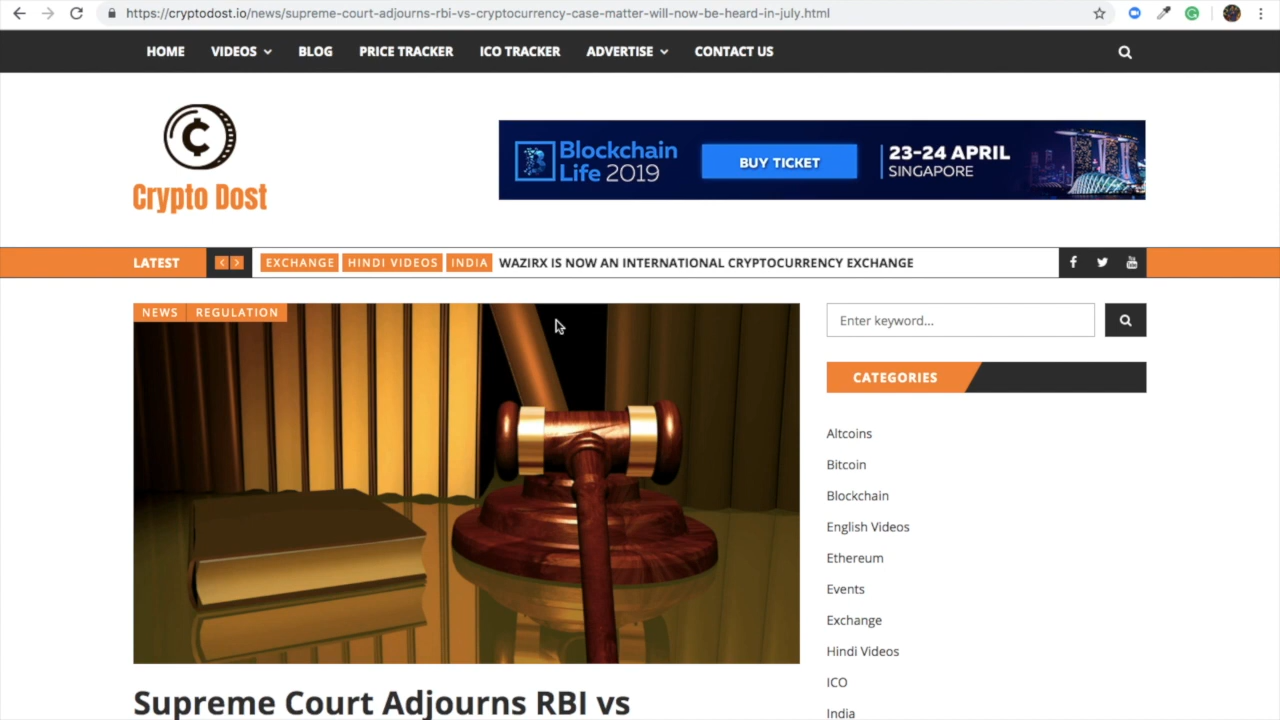 https://cryptodost.io/news/supreme-court-adjourns-rbi-vs-cryptocurrency-case-matter-will-now-be-heard-in-july.html
HOME VIDEOS BLOG PRICE TRACKER ICO TRACKER ADVERTISE CONTACT US
Crypto Dost
Blockchain
Life 2019
BUY TICKET
23-24 APRIL
SINGAPORE
LATEST EXCHANGE HINDI VIDEOS INDIA WAZIRX IS NOW AN INTERNATIONAL CRYPTOCURRENCY EXCHANGE
NEWS REGULATION
Supreme Court Adjourns RBI vs
Enter keyword...
CATEGORIES
Altcoins
Bitcoin
Blockchain
English Videos
Ethereum
Events
Exchange
Hindi Videos
ICO
India